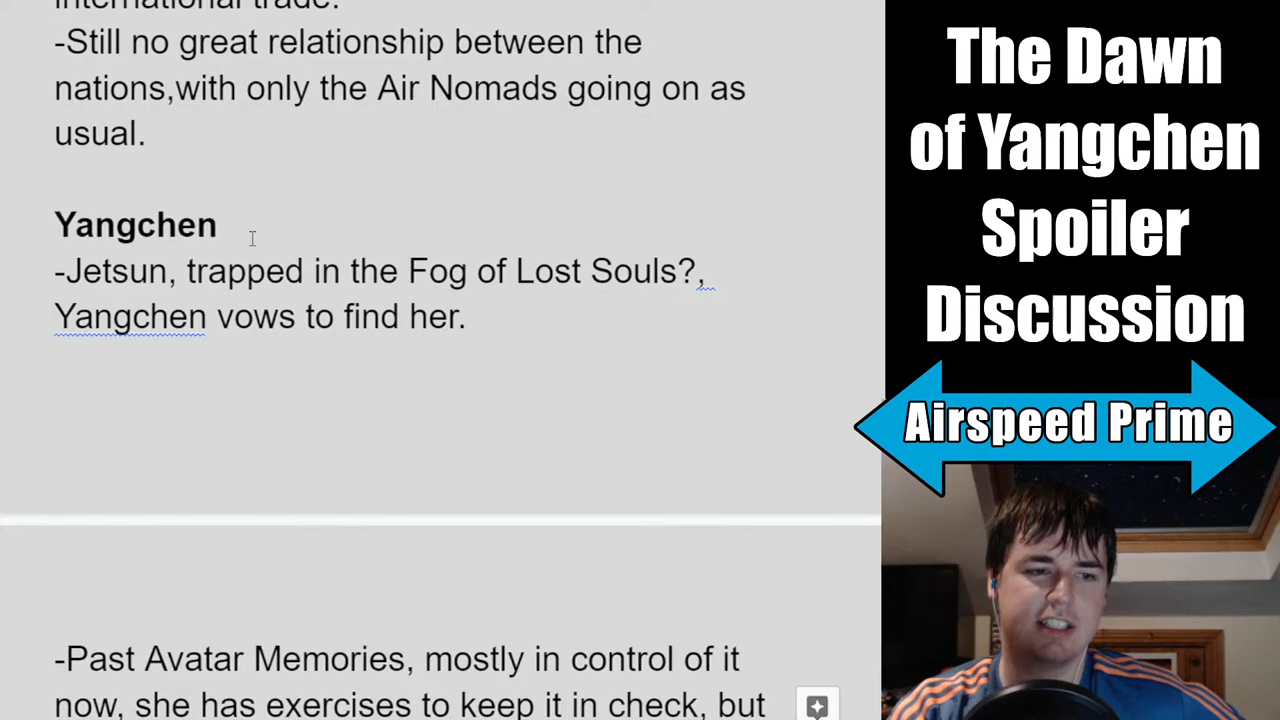 international trade.
-Still no great relationship between the
nations,with only the Air Nomads going on as
usual.
Yangchen
-Jetsun, trapped in the Fog of Lost Souls?,
Yangchen vows to find her.
-Past Avatar Memories, mostly in control of it
now, she has exercises to keep it in check, but
The Dawn
of Yangchen
Spoiler
Discussion
Airspeed Prime